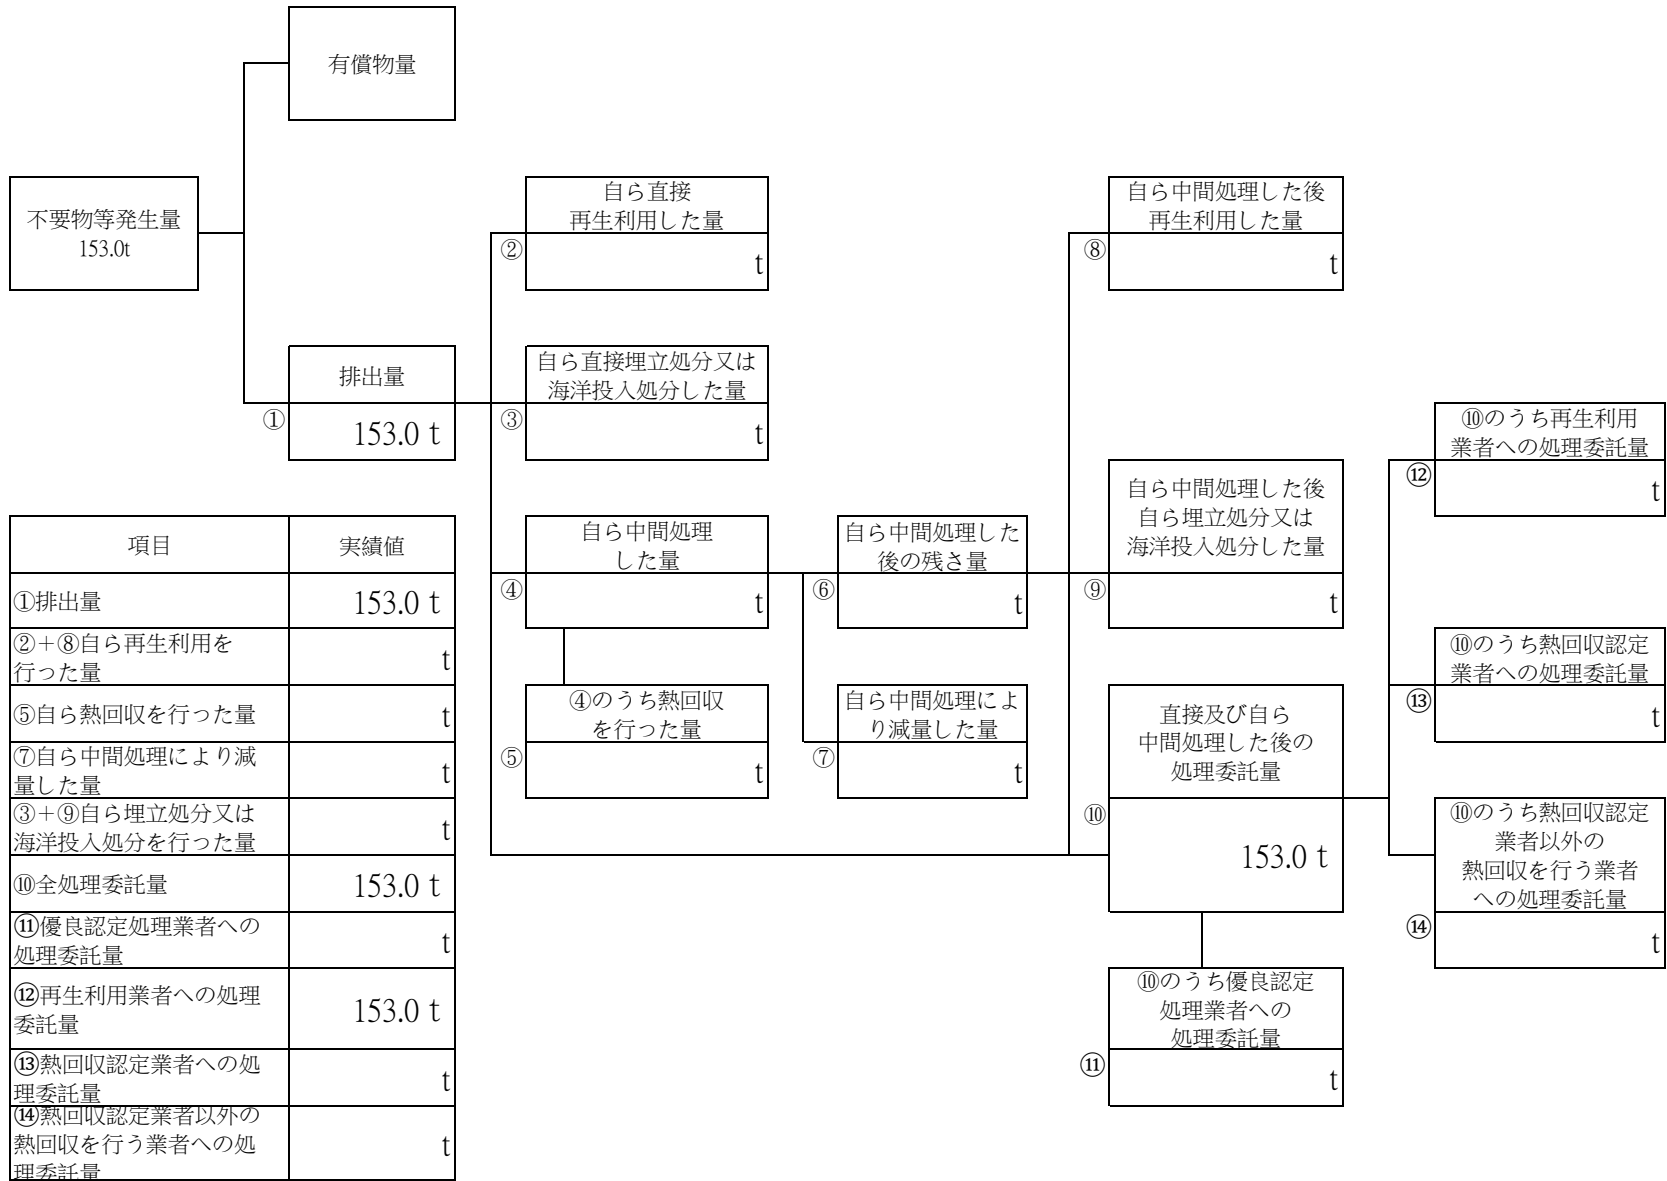 有償物量
不要物等発生量
153.0t
自ら直接
再生利用した量
②
t
自ら中間処理した後
再生利用した量
⑧
t
排出量
①
153.0 t
自ら直接埋立処分又は
海洋投入処分した量
③
t
⑩のうち再生利用
業者への処理委託量
⑫
t
自ら中間処理
した量
④
t
自ら中間処理した
後の残さ量
⑥
t
自ら中間処理した後
自ら埋立処分又は
海洋投入処分した量
⑨
t
⑩のうち熱回収認定
業者への処理委託量
⑬
t
④のうち熱回収
を行った量
⑤
t
自ら中間処理によ
り減量した量
⑦
t
直接及び自ら
中間処理した後の
処理委託量
⑩
153.0 t
⑩のうち熱回収認定
業者以外の
熱回収を行う業者
への処理委託量
⑭
t
⑩のうち優良認定
処理業者への
処理委託量
⑪
t
項目 実績値
①排出量 153.0 t
②＋⑧自ら再生利用を
行った量
t
⑤自ら熱回収を行った量 t
⑦自ら中間処理により減
量した量
t
③＋⑨自ら埋立処分又は
海洋投入処分を行った量
t
⑩全処理委託量 153.0 t
⑪優良認定処理業者への
処理委託量
t
⑫再生利用業者への処理
委託量
153.0 t
⑬熱回収認定業者への処
理委託量
t
⑭熱回収認定業者以外の
熱回収を行う業者への処
理委託量
t